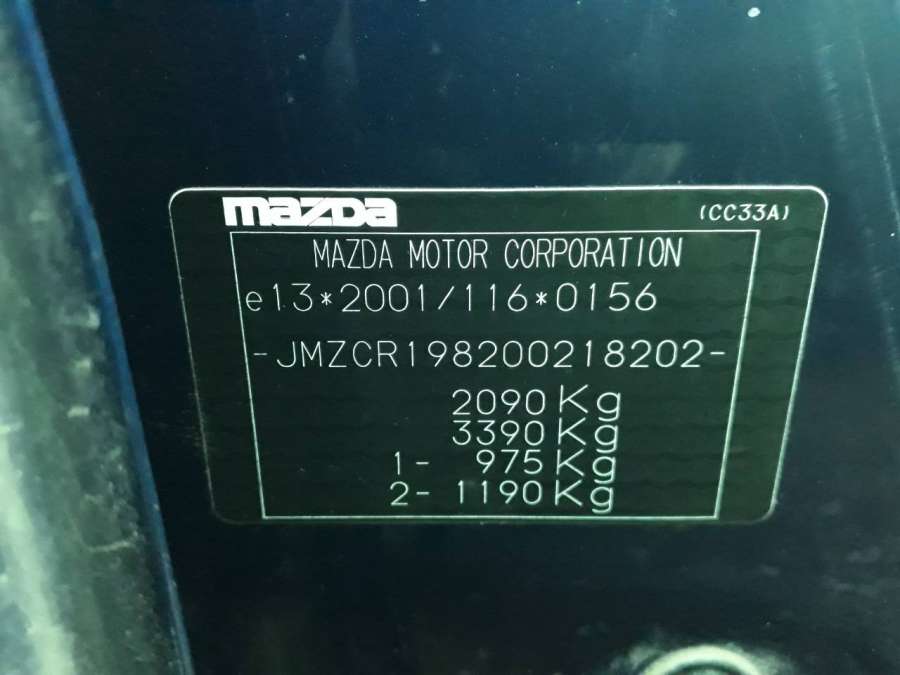 mazda (CC33A)
MAZDA MOTOR CORPORATION
e13*2001/116*0156
-JMZCR198200218202-
2090 Kg
3390 Kg
1- 975 Kg
2- 1190 Kg